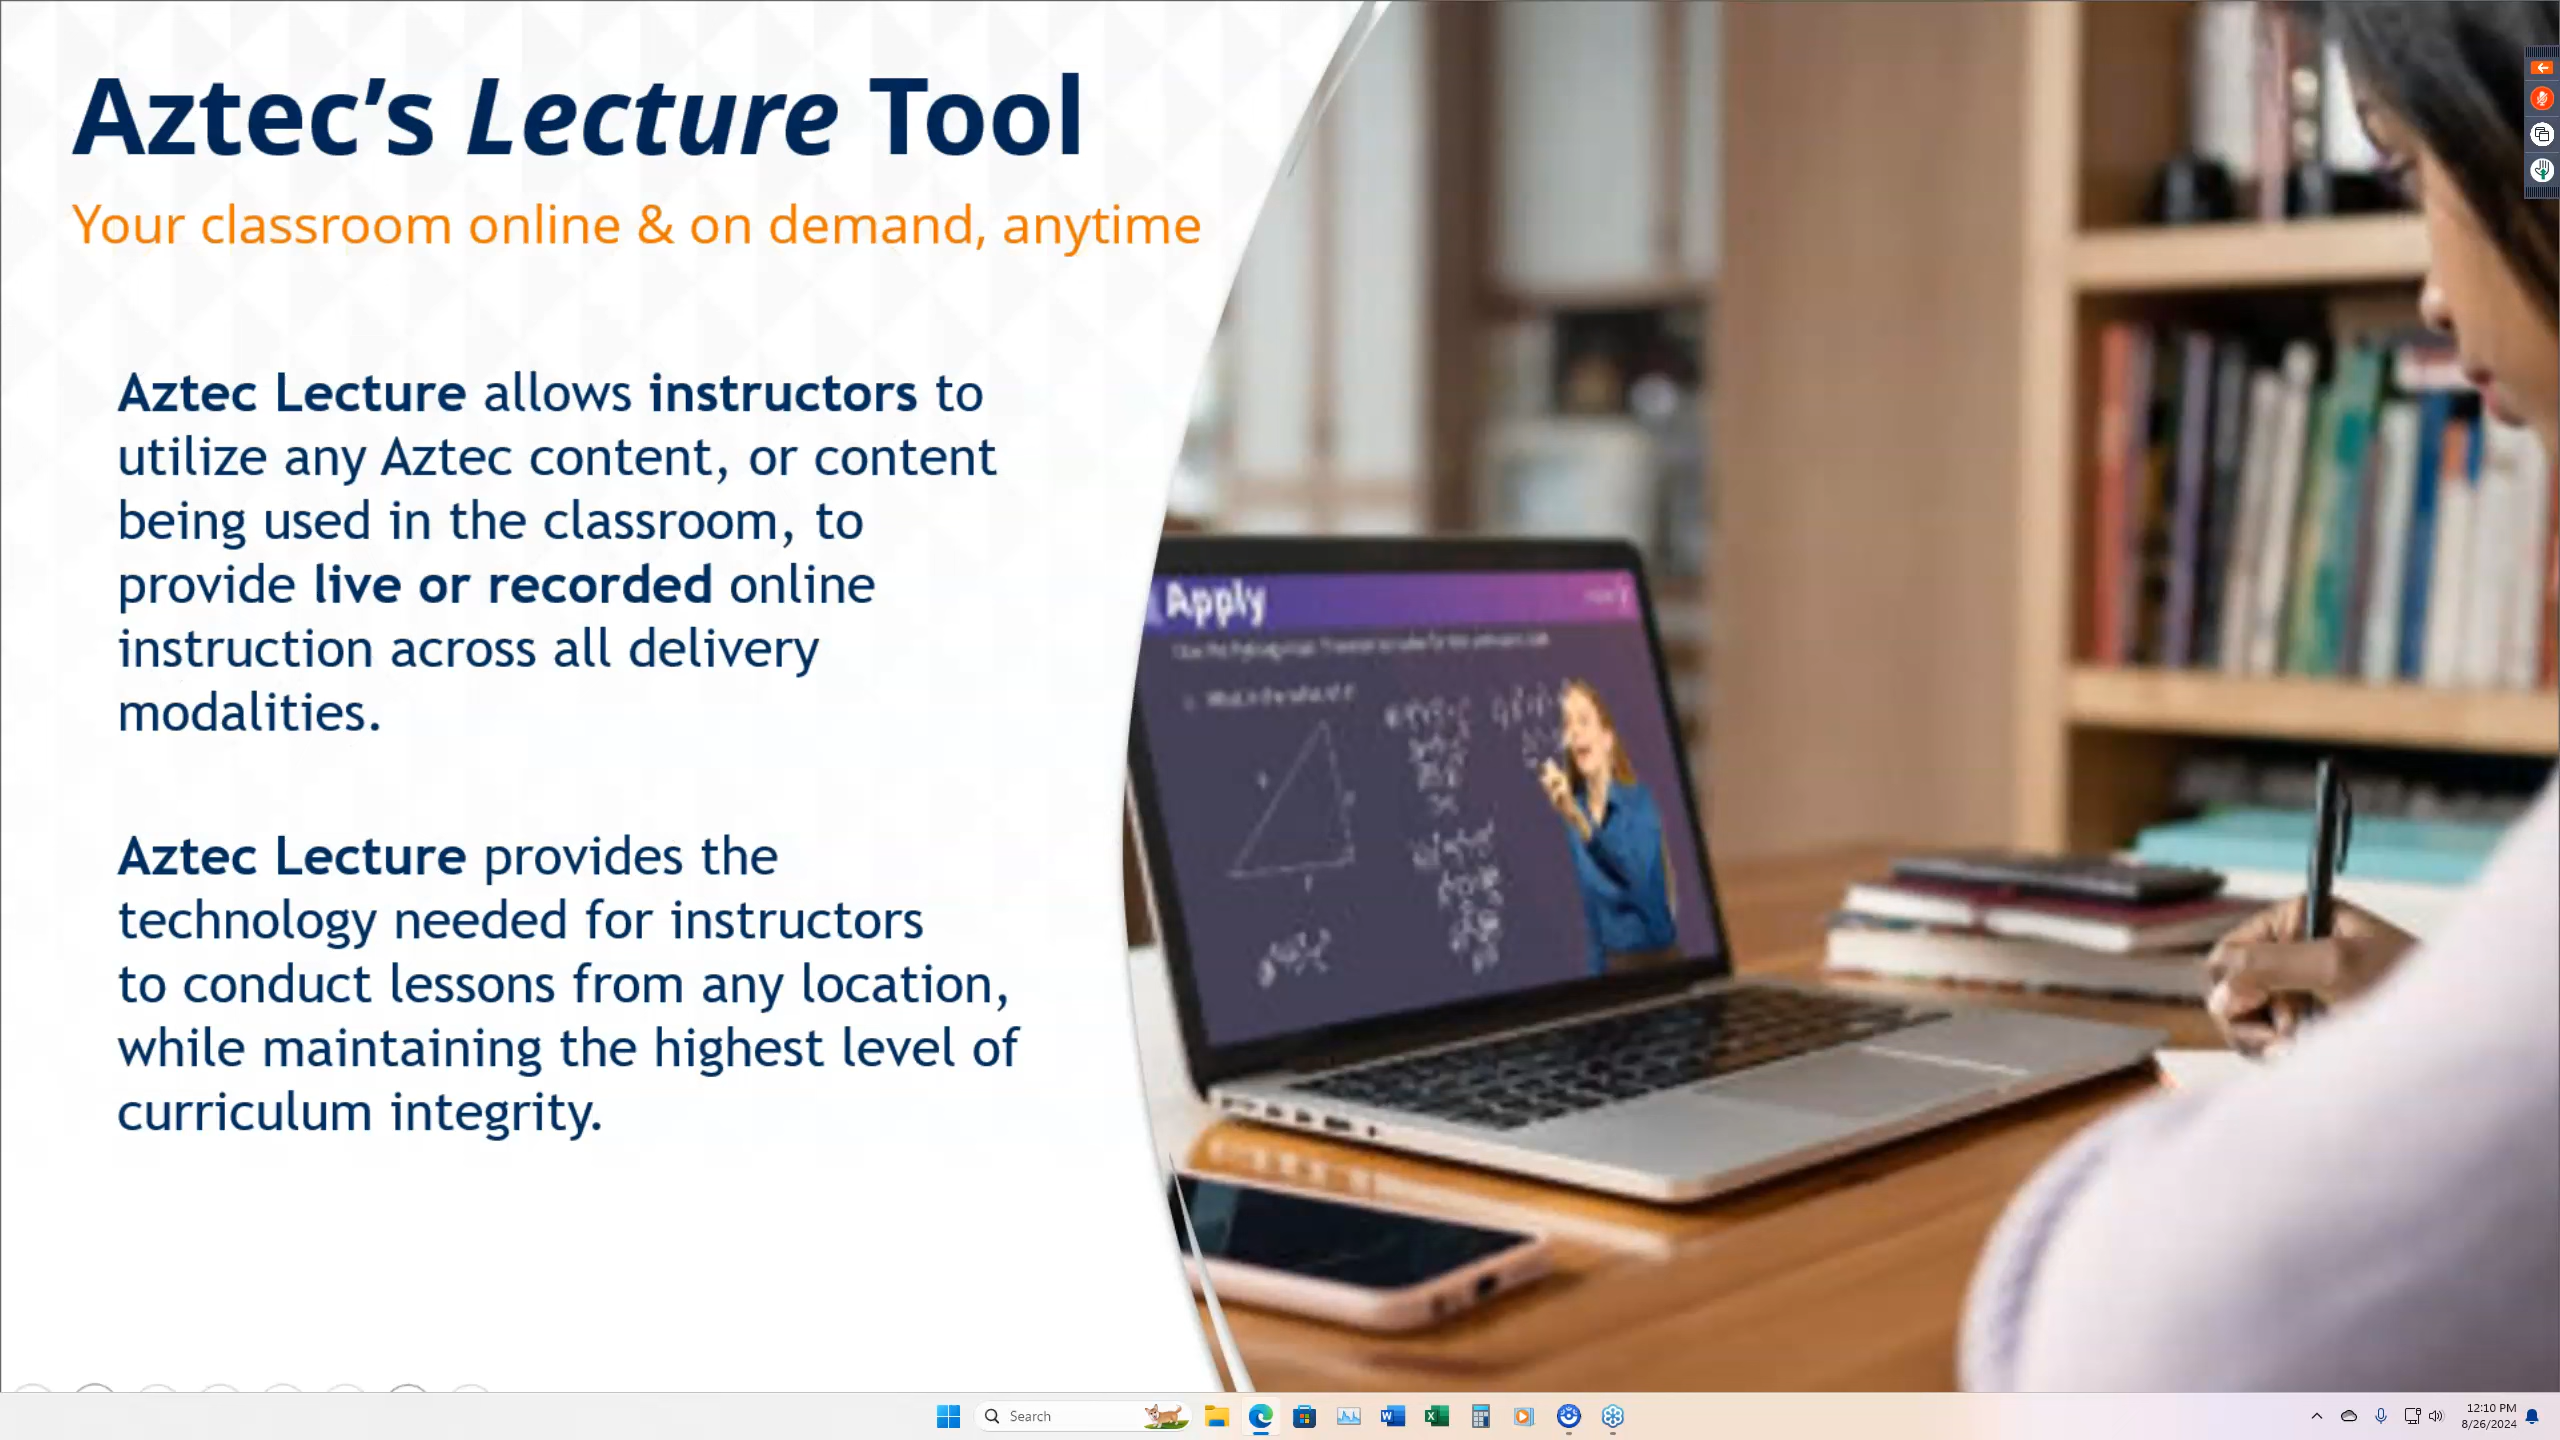 Aztec’s Lecture Tool
Your classroom online & on demand, anytime
Aztec Lecture allows instructors to
utilize any Aztec content, or content
being used in the classroom, to
provide live or recorded online
instruction across all delivery
modalities.
Aztec Lecture provides the
technology needed for instructors
to conduct lessons from any location,
while maintaining the highest level of
curriculum integrity.
Apply
Search
12:10 PM
8/26/2024